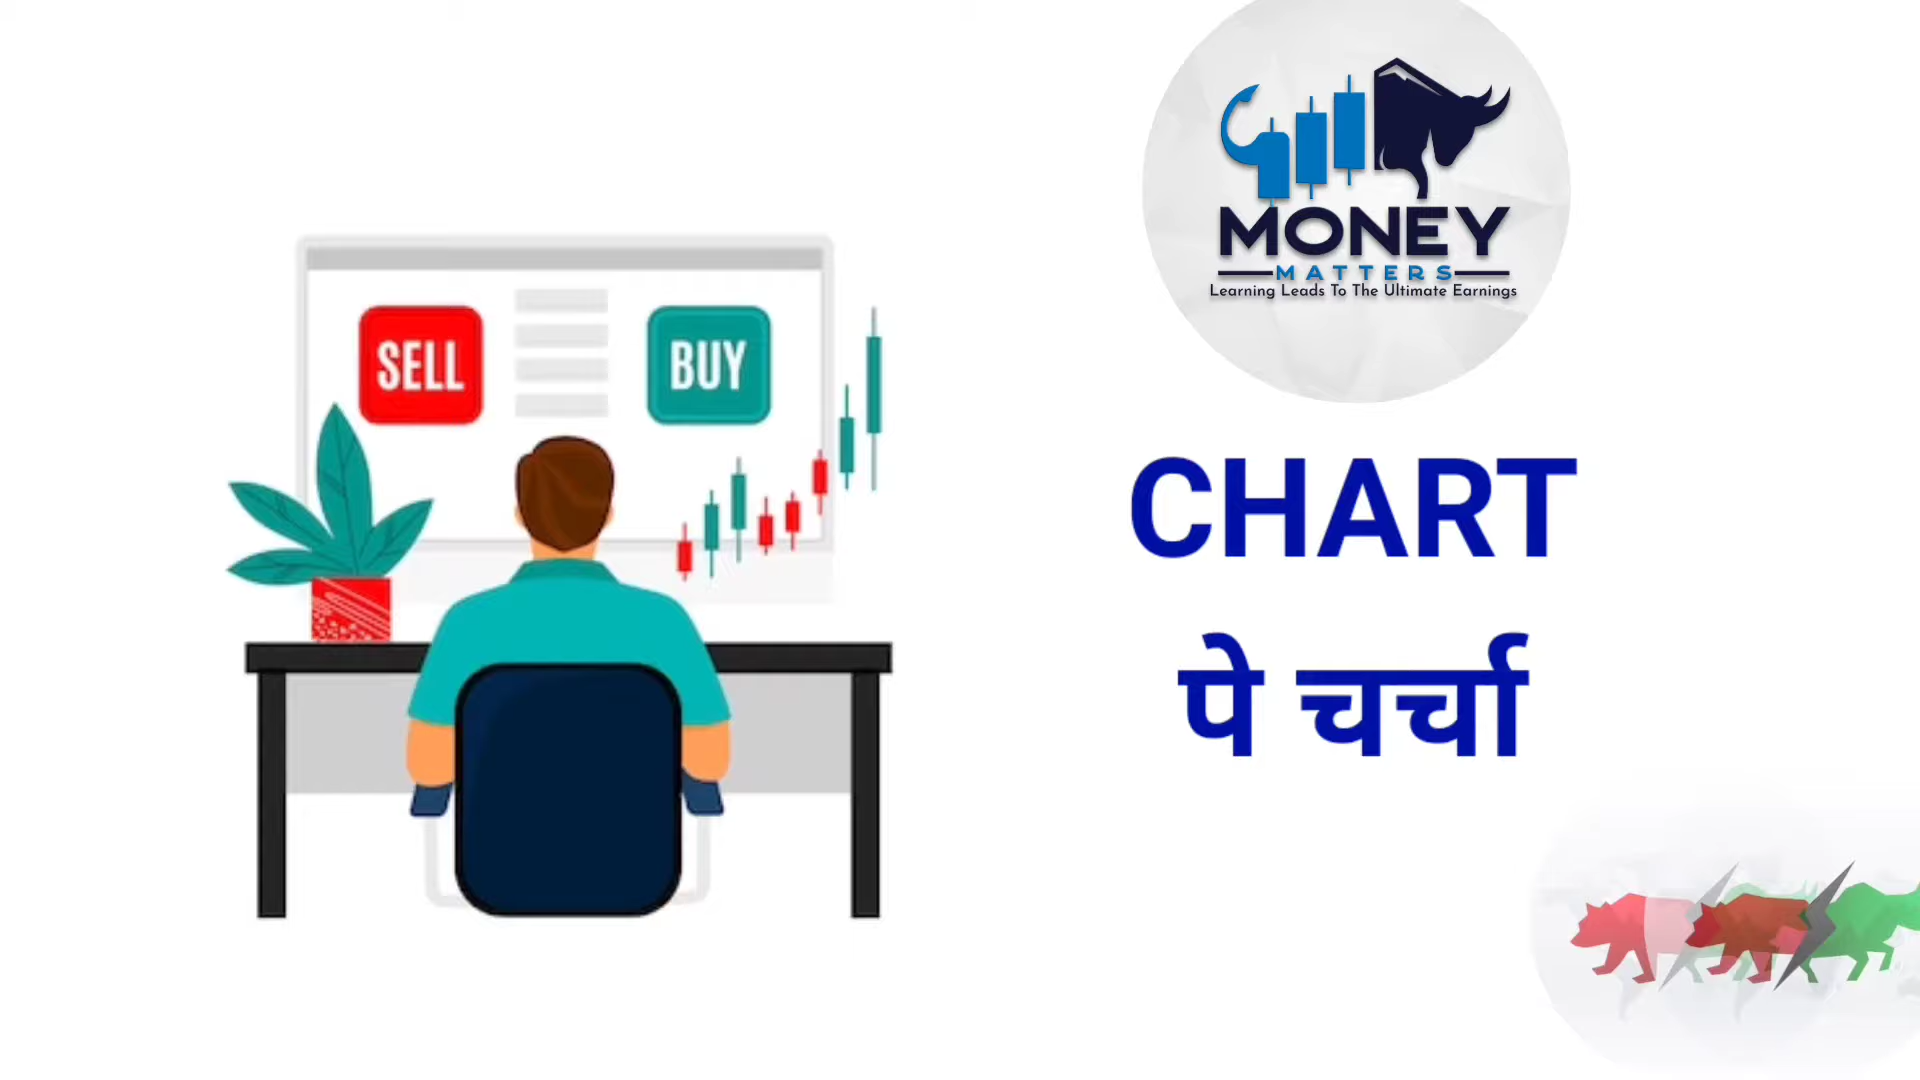 MONEY
MATTERS
Learning Leads To The Ultimate Earnings
SELL
BUY
CHART
पे चर्चा